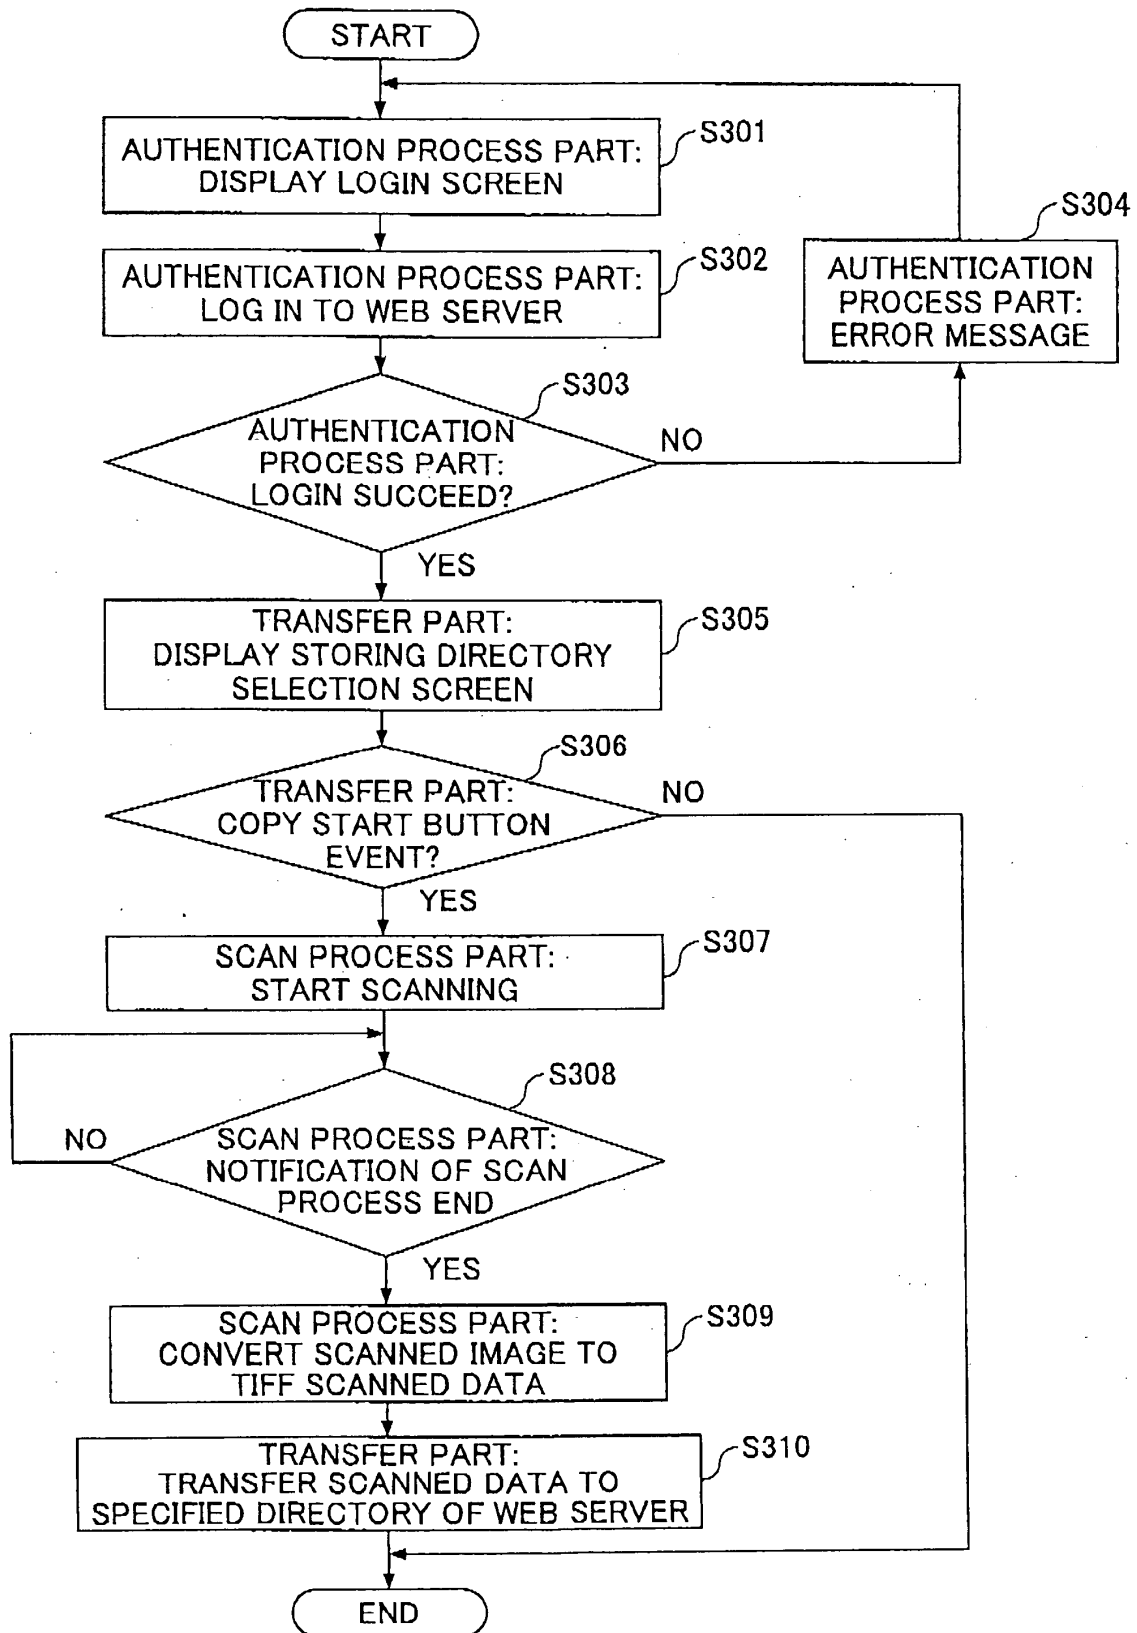 START
AUTHENTICATION PROCESS PART:
DISPLAY LOGIN SCREEN
S301
AUTHENTICATION PROCESS PART:
LOG IN TO WEB SERVER
S302
AUTHENTICATION
PROCESS PART:
ERROR MESSAGE
S304
AUTHENTICATION
PROCESS PART:
LOGIN SUCCEED?
S303
NO
YES
TRANSFER PART:
DISPLAY STORING DIRECTORY
SELECTION SCREEN
S305
TRANSFER PART:
COPY START BUTTON
EVENT?
S306
NO
YES
SCAN PROCESS PART:
START SCANNING
S307
SCAN PROCESS PART:
NOTIFICATION OF SCAN
PROCESS END
S308
NO
YES
SCAN PROCESS PART:
CONVERT SCANNED IMAGE TO
TIFF SCANNED DATA
S309
TRANSFER PART:
TRANSFER SCANNED DATA TO
SPECIFIED DIRECTORY OF WEB SERVER
S310
END